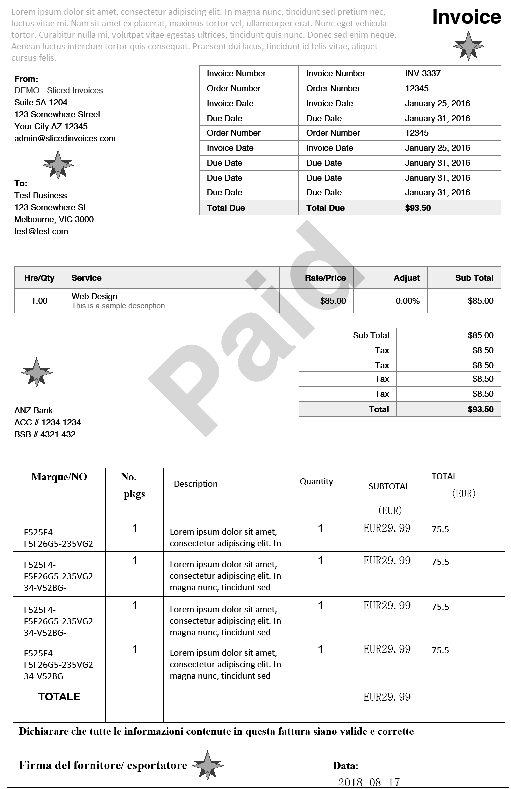 Lorem ipsum dolor sit amet, consectetur adipiscing elit. In magna nunc, tincidunt sed pretium nec,
luctus vitae mi. Nam sit amet ex placerat, maximus tortor vel, ullamcorper erat. Nunc eget vehicula
tortor. Curabitur nulla mi, volutpat vitae egestas ultrices, tincidunt quis nunc. Donec sed enim neque.
Aenean luctus interdum tortor quis consequat. Praesent dui lacus, tincidunt id felis vitae, aliquet
cursus felis.
Invoice
From:
DEMO - Sliced Invoices
Suite 5A 1204
123 Somewhere Street
Your City AZ 12345
admin@slicedinvoices.com
Invoice Number Invoice Number INV 3337
Order Number Order Number 12345
Invoice Date Invoice Date January 25, 2016
Due Date Due Date January 31, 2016
Order Number Order Number 12345
Invoice Date Invoice Date January 25, 2016
Due Date Due Date January 31, 2016
Due Date Due Date January 31, 2016
Due Date Due Date January 31, 2016
Total Due Total Due $93.50
To:
Test Business
123 Somewhere St
Melbourne, VIC 3000
test@test.com
Paid
Hrs/Qty Service Rate/Price Adjust Sub Total
1.00 Web Design $85.00 0.00% $85.00
This is a sample description
Sub Total $85.00
Tax $8.50
Tax $8.50
Tax $8.50
Tax $8.50
Total $93.50
ANZ Bank
ACC # 1234 1234
BSB # 4321 432
Marque/NO No. pkgs Description Quantity SUBTOTAL (EUR) TOTAL (EUR)
F525F4 1 Lorem ipsum dolor sit amet, 1 EUR29.99 75.5
F5F26G5-235VG2 consectetur adipiscing elit. In
F525F4- 1 Lorem ipsum dolor sit amet, 1 EUR29.99 75.5
F5F26G5-235VG2 consectetur adipiscing elit. In
34-V52BG- magna nunc, tincidunt sed
F525F4- 1 Lorem ipsum dolor sit amet, 1 EUR29.99 75.5
F5F26G5-235VG2 consectetur adipiscing elit. In
34-V52BG- magna nunc, tincidunt sed
F525F4 1 Lorem ipsum dolor sit amet, 1 EUR29.99 75.5
F5F26G5-235VG2 consectetur adipiscing elit. In
34 V52BG magna nunc, tincidunt sed
TOTALE EUR29.99
Dichiarare che tutte le informazioni contenute in questa fattura siano valide e corrette
Firma del fornitore/ esportatore
Data:
2018 08 17